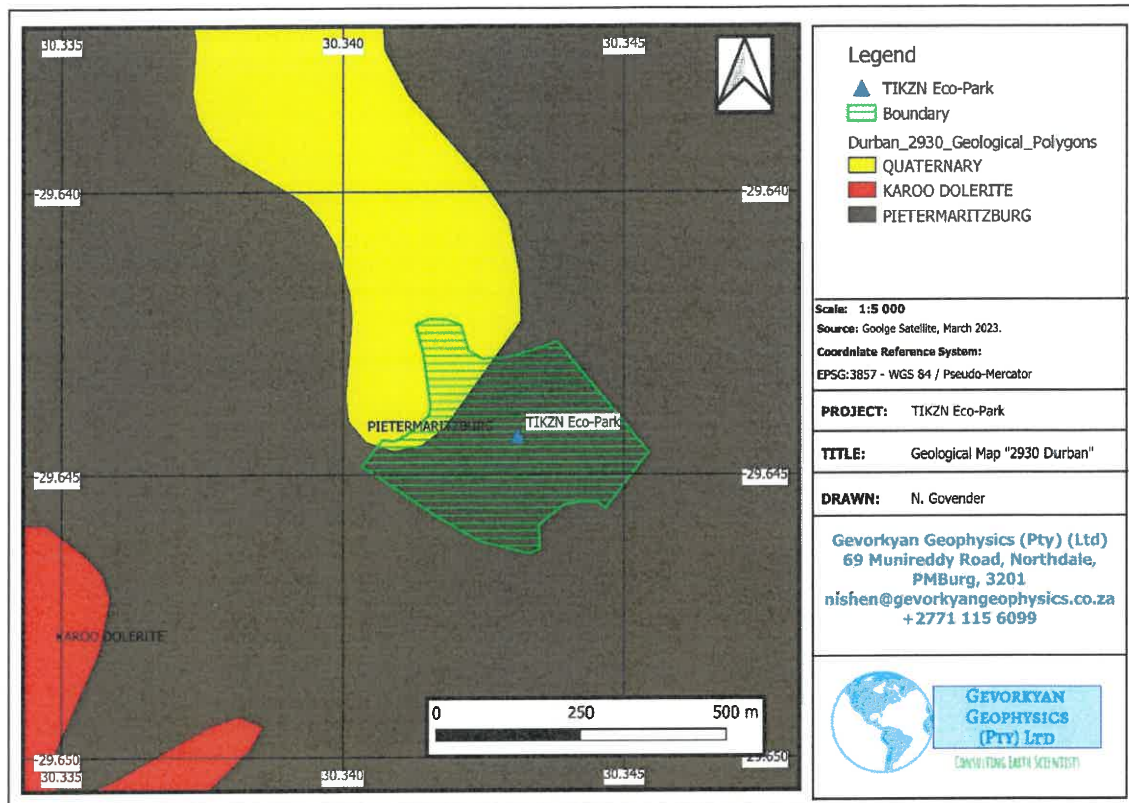 30.335
30.340
30.345
-29.640
-29.640
PIETERMARITZBURG
TIKZN Eco-Park
-29.645
-29.645
KAROO DOLERITE
0
250
500 m
-29.650
-29.650
30.335
30.340
30.345
Legend
TIKZN Eco-Park
Boundary
Durban_2930_Geological_Polygons
QUATERNARY
KAROO DOLERITE
PIETERMARITZBURG
Scale: 1:5 000
Source: Goolge Satellite, March 2023.
Coordniate Reference System:
EPSG:3857 - WGS 84 / Pseudo-Mercator
PROJECT: TIKZN Eco-Park
TITLE: Geological Map "2930 Durban"
DRAWN: N. Govender
Gevorkyan Geophysics (Pty) (Ltd)
69 Munireddy Road, Northdale,
PMBurg, 3201
nishen@gevorkyangeophysics.co.za
+2771 115 6099
GEVORKYAN
GEOPHYSICS
(PTY) LTD
CONSULTING EARTH SCIENTISTS